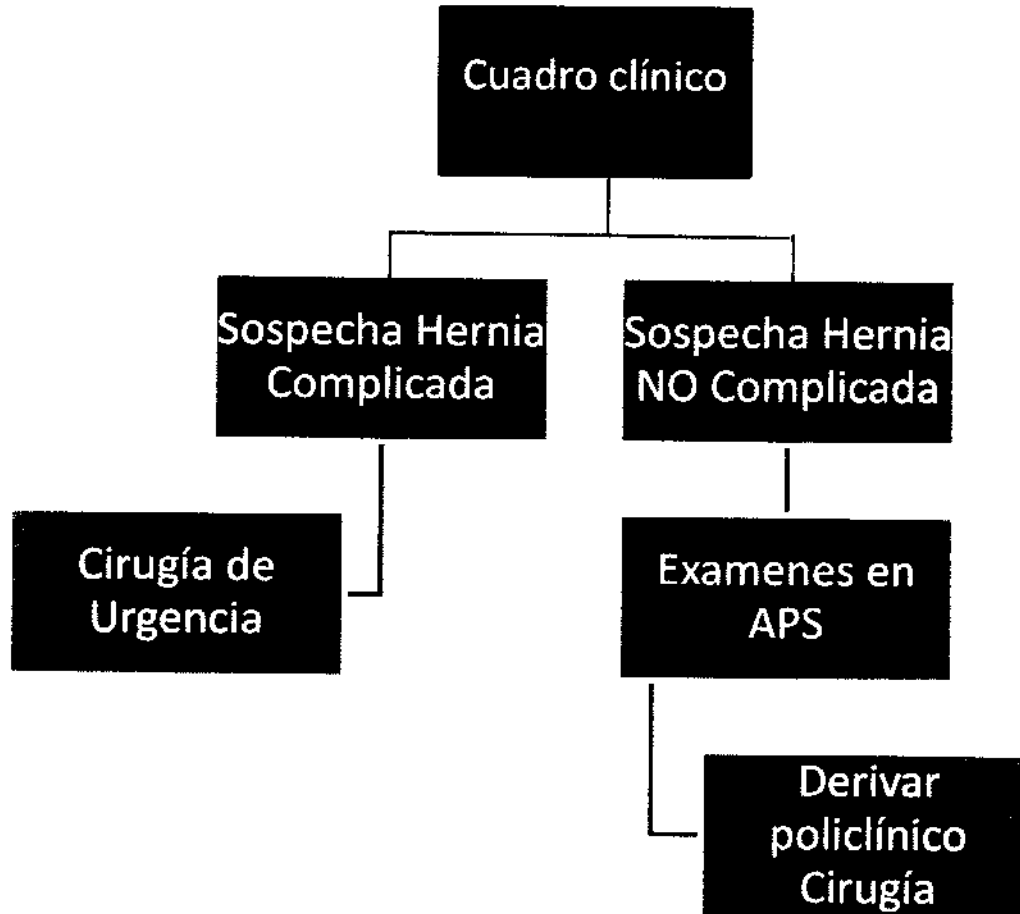 Cuadro clínico
Sospecha Hernia
Complicada
Sospecha Hernia
NO Complicada
Cirugía de
Urgencia
Examenes en
APS
Derivar
policlínico
Cirugía